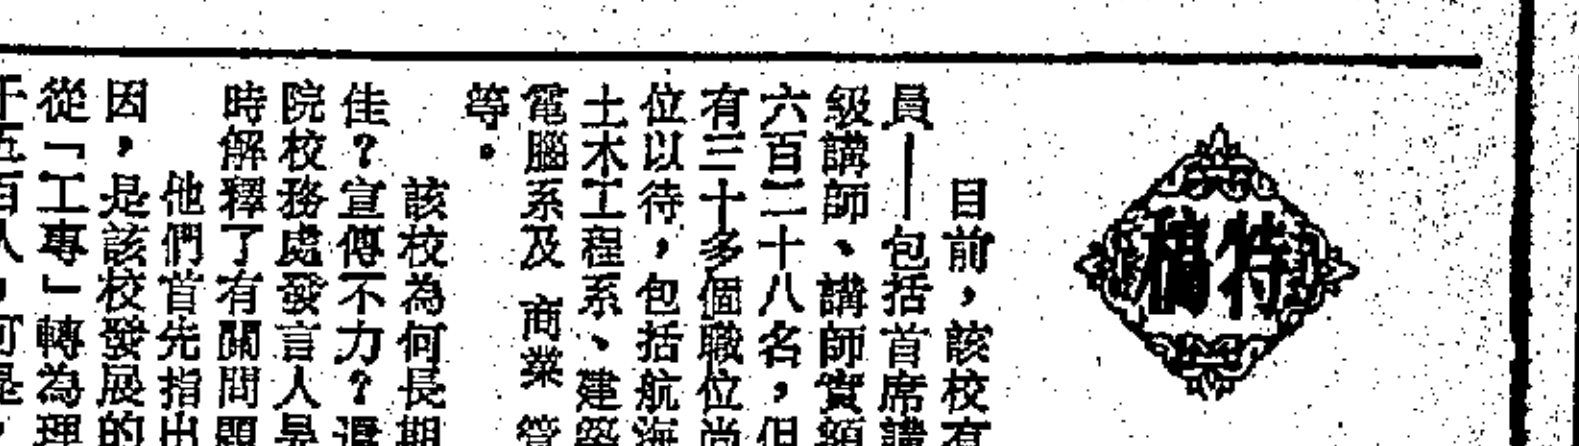 特稿
目前，該校有
員——包括首席講
級講師、講師實額
六百二十八名，但
有三十多個職位尚
位以待，包括航海
土木工程系、建築
電腦系及 商業 管
等。
該校為何長期
佳？宣傳不力？還
院校務處發言人是
時解釋了有關問題
他們首先指出
因，是該校發展的
從「工專」轉為理
千五百人，可是，